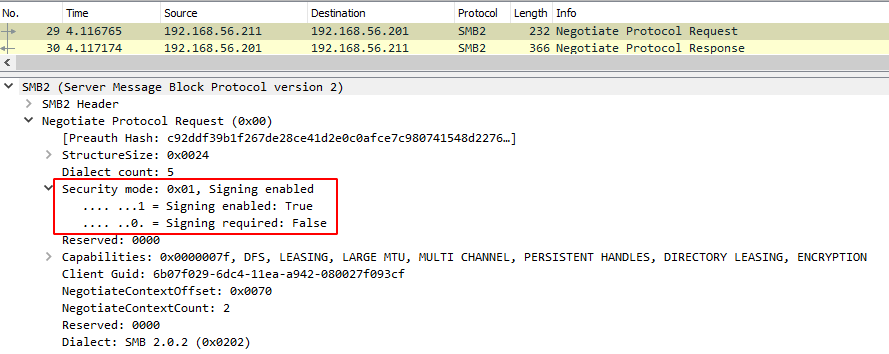 No. Time Source Destination Protocol Length Info
29 4.116765 192.168.56.211 192.168.56.201 SMB2 232 Negotiate Protocol Request
30 4.117174 192.168.56.201 192.168.56.211 SMB2 366 Negotiate Protocol Response
SMB2 (Server Message Block Protocol version 2)
SMB2 Header
Negotiate Protocol Request (0x00)
[Preauth Hash: c92ddf39b1f267de28ce41d2e0c0afce7c980741548d2276…]
StructureSize: 0x0024
Dialect count: 5
Security mode: 0x01, Signing enabled
.... ...1 = Signing enabled: True
.... ..0. = Signing required: False
Reserved: 0000
Capabilities: 0x0000007f, DFS, LEASING, LARGE MTU, MULTI CHANNEL, PERSISTENT HANDLES, DIRECTORY LEASING, ENCRYPTION
Client Guid: 6b07f029-6dc4-11ea-a942-080027f093cf
NegotiateContextOffset: 0x0070
NegotiateContextCount: 2
Reserved: 0000
Dialect: SMB 2.0.2 (0x0202)